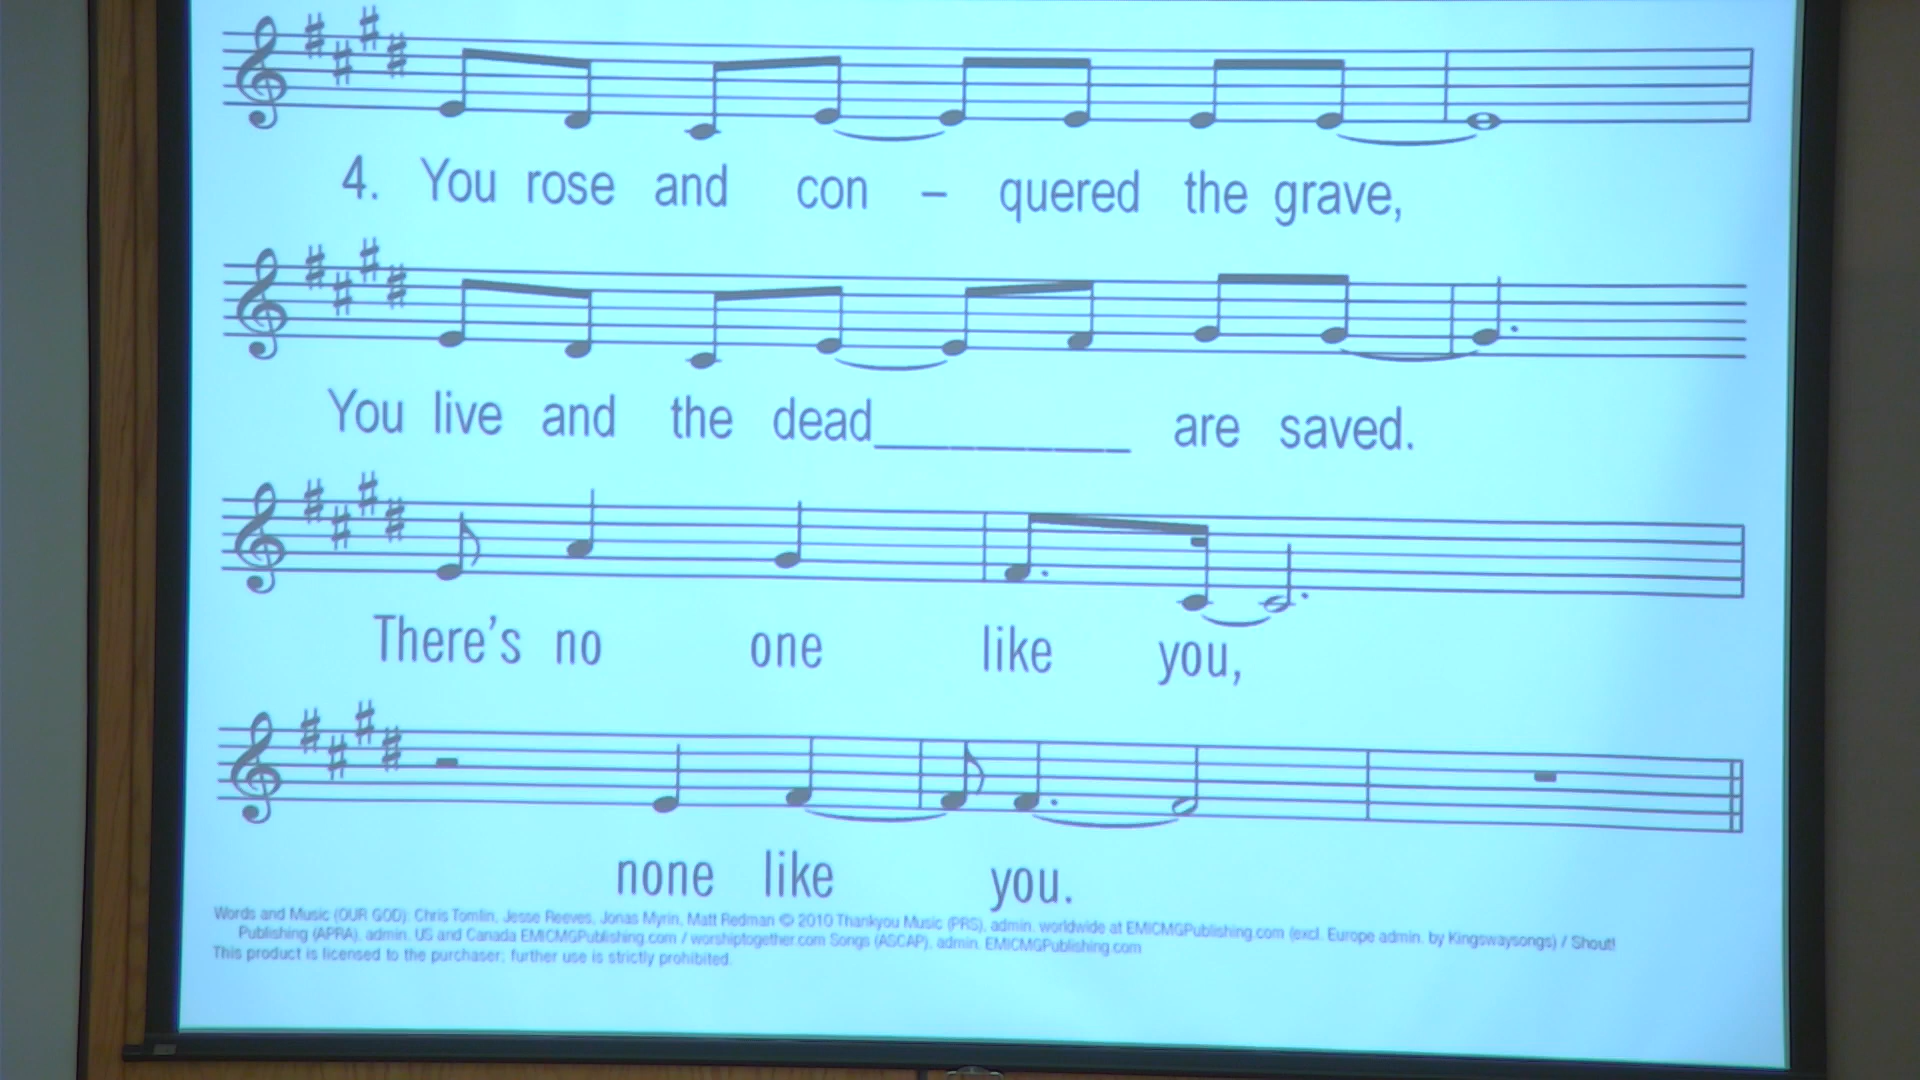 4. You rose and con – quered the grave,
You live and the dead__________ are saved.
There's no one like you,
none like you.
Words and Music (OUR GOD): Chris Tomlin, Jesse Reeves, Jonas Myrin, Matt Redman © 2010 Thankyou Music (PRS), admin. worldwide at EMICMGPublishing.com (excl. Europe admin. by Kingswaysongs) / Shout!
Publishing (APRA), admin. US and Canada EMICMGPublishing.com / worshiptogether.com Songs (ASCAP), admin. EMICMGPublishing.com
This product is licensed to the purchaser; further use is strictly prohibited.